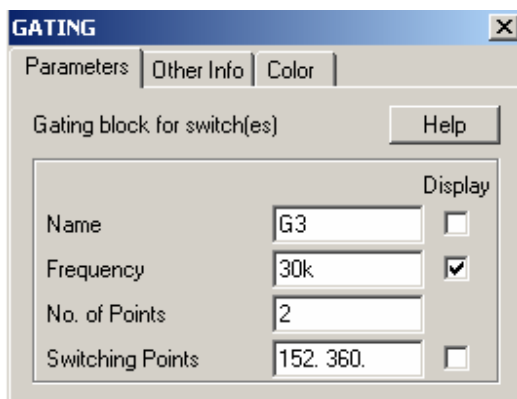 GATING
Parameters Other Info Color
Gating block for switch(es) Help
Display
Name G3
Frequency 30k
No. of Points 2
Switching Points 152. 360.